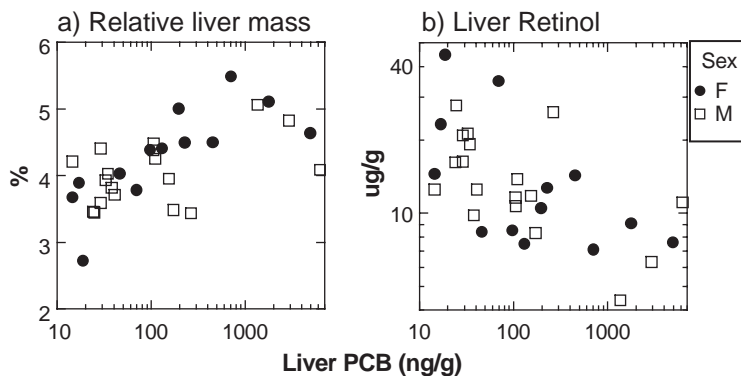 a) Relative liver mass
b) Liver Retinol
%
6
5
4
3
2
10 100 1000
ug/g
40
10
10 100 1000
Sex
F
M
Liver PCB (ng/g)